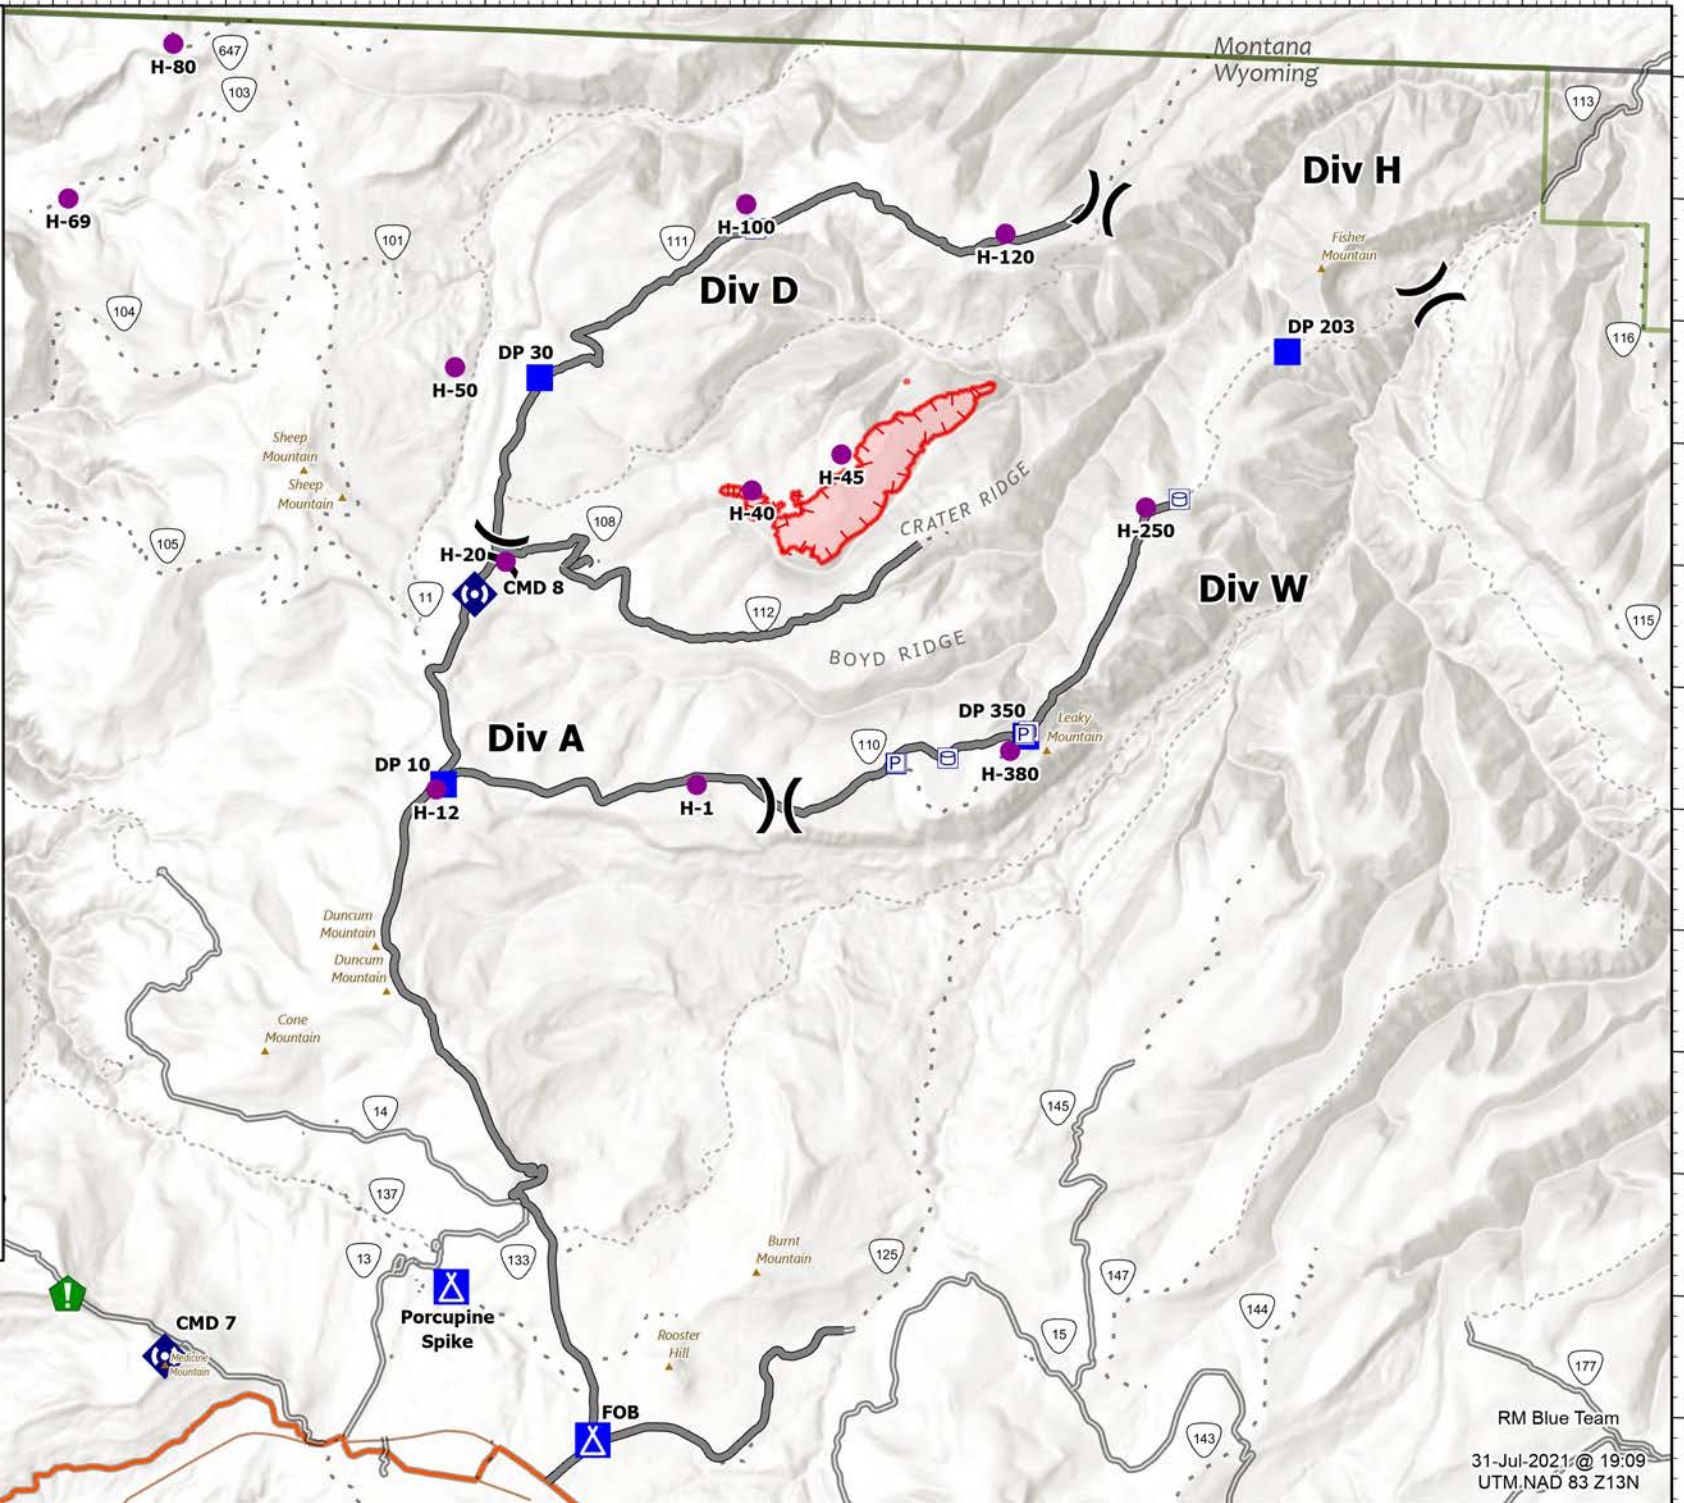 H-80
647
103
Montana
Wyoming
113
Div H
H-69
101
111
H-100
H-120
Fisher
Mountain
104
Div D
DP 203
116
DP 30
H-50
Sheep
Mountain
Sheep
Mountain
H-45
H-40
CRATER RIDGE
H-250
105
108
H-20
CMD 8
11
112
Div W
115
BOYD RIDGE
DP 350
P
Leaky
Mountain
Div A
110
P
H-380
DP 10
H-12
H-1
Duncum
Mountain
Duncum
Mountain
Cone
Mountain
14
145
137
13
133
Burnt
Mountain
125
147
Porcupine
Spike
144
CMD 7
Medicine
Mountain
Rooster
Hill
15
177
FOB
143
RM Blue Team
31-Jul-2021 @ 19:09
UTM NAD 83 Z13N